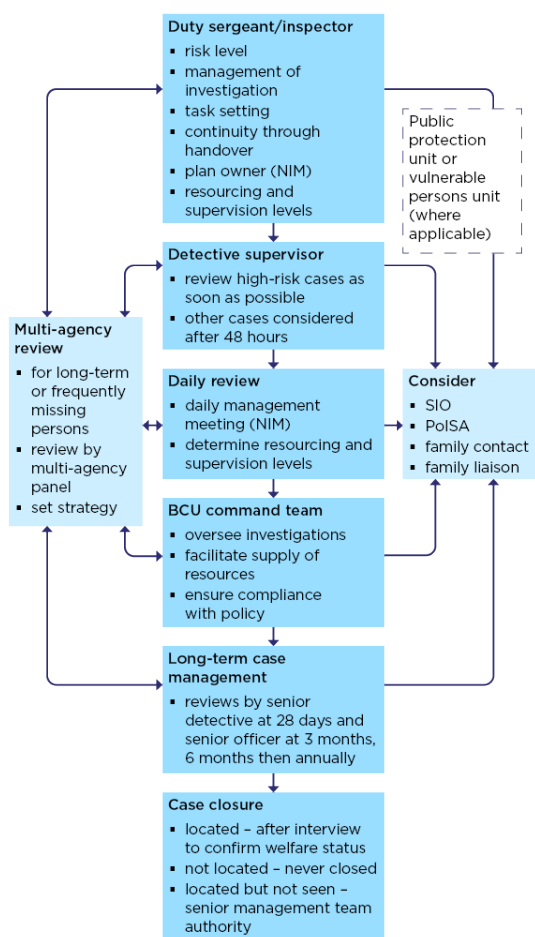 Duty sergeant/inspector
▪ risk level
▪ management of
investigation
▪ task setting
▪ continuity through
handover
▪ plan owner (NIM)
▪ resourcing and
supervision levels
Public
protection
unit or
vulnerable
persons unit
(where
applicable)
Detective supervisor
▪ review high-risk cases as
soon as possible
▪ other cases considered
after 48 hours
Multi-agency
review
▪ for long-term
or frequently
missing
persons
▪ review by
multi-agency
panel
▪ set strategy
Daily review
▪ daily management
meeting (NIM)
▪ determine resourcing and
supervision levels
Consider
▪ SIO
▪ PolSA
▪ family contact
▪ family liaison
BCU command team
▪ oversee investigations
▪ facilitate supply of
resources
▪ ensure compliance
with policy
Long-term case
management
▪ reviews by senior
detective at 28 days and
senior officer at 3 months,
6 months then annually
Case closure
▪ located – after interview
to confirm welfare status
▪ not located – never closed
▪ located but not seen –
senior management team
authority